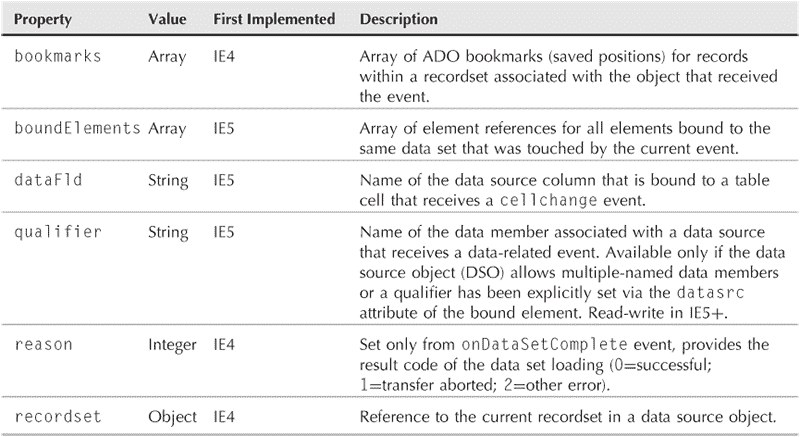 Property Value First Implemented Description
bookmarks Array IE4 Array of ADO bookmarks (saved positions) for records
within a recordset associated with the object that received
the event.
boundElements Array IE5 Array of element references for all elements bound to the
same data set that was touched by the current event.
dataFld String IE5 Name of the data source column that is bound to a table
cell that receives a cellchange event.
qualifier String IE5 Name of the data member associated with a data source
that receives a data-related event. Available only if the data
source object (DSO) allows multiple-named data members
or a qualifier has been explicitly set via the datasrc
attribute of the bound element. Read-write in IE5+.
reason Integer IE4 Set only from onDataSetComplete event, provides the
result code of the data set loading (0=successful;
1=transfer aborted; 2=other error).
recordset Object IE4 Reference to the current recordset in a data source object.